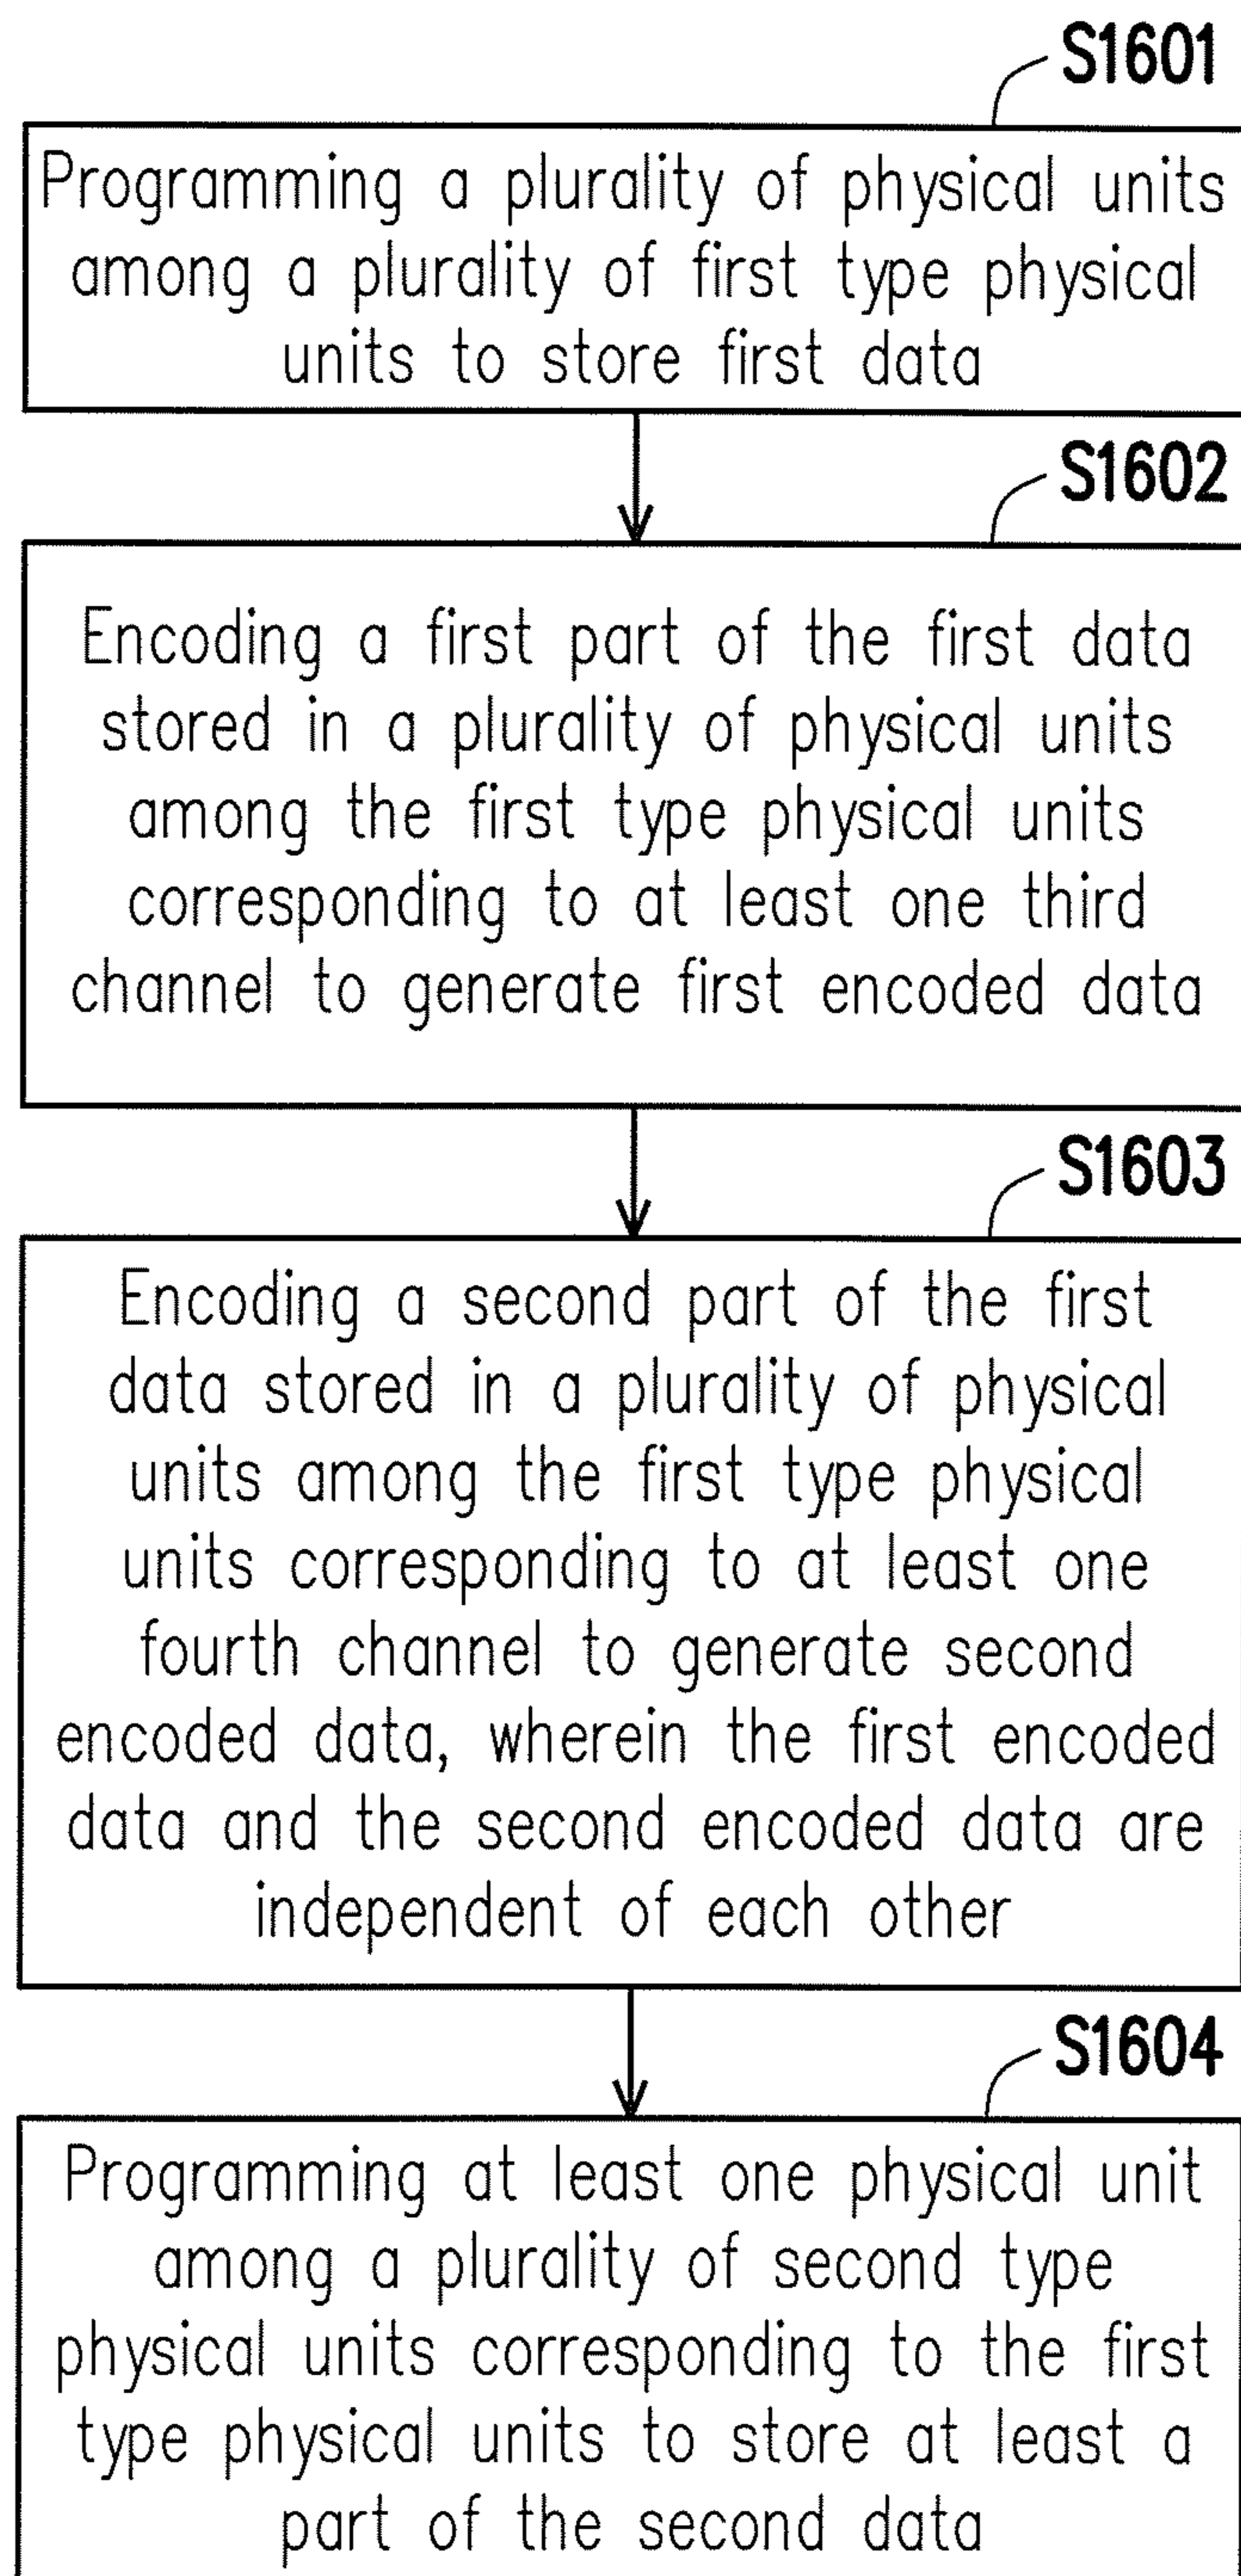 S1601
Programming a plurality of physical units
among a plurality of first type physical
units to store first data
S1602
Encoding a first part of the first data
stored in a plurality of physical units
among the first type physical units
corresponding to at least one third
channel to generate first encoded data
S1603
Encoding a second part of the first
data stored in a plurality of physical
units among the first type physical
units corresponding to at least one
fourth channel to generate second
encoded data, wherein the first encoded
data and the second encoded data are
independent of each other
S1604
Programming at least one physical unit
among a plurality of second type
physical units corresponding to the first
type physical units to store at least a
part of the second data